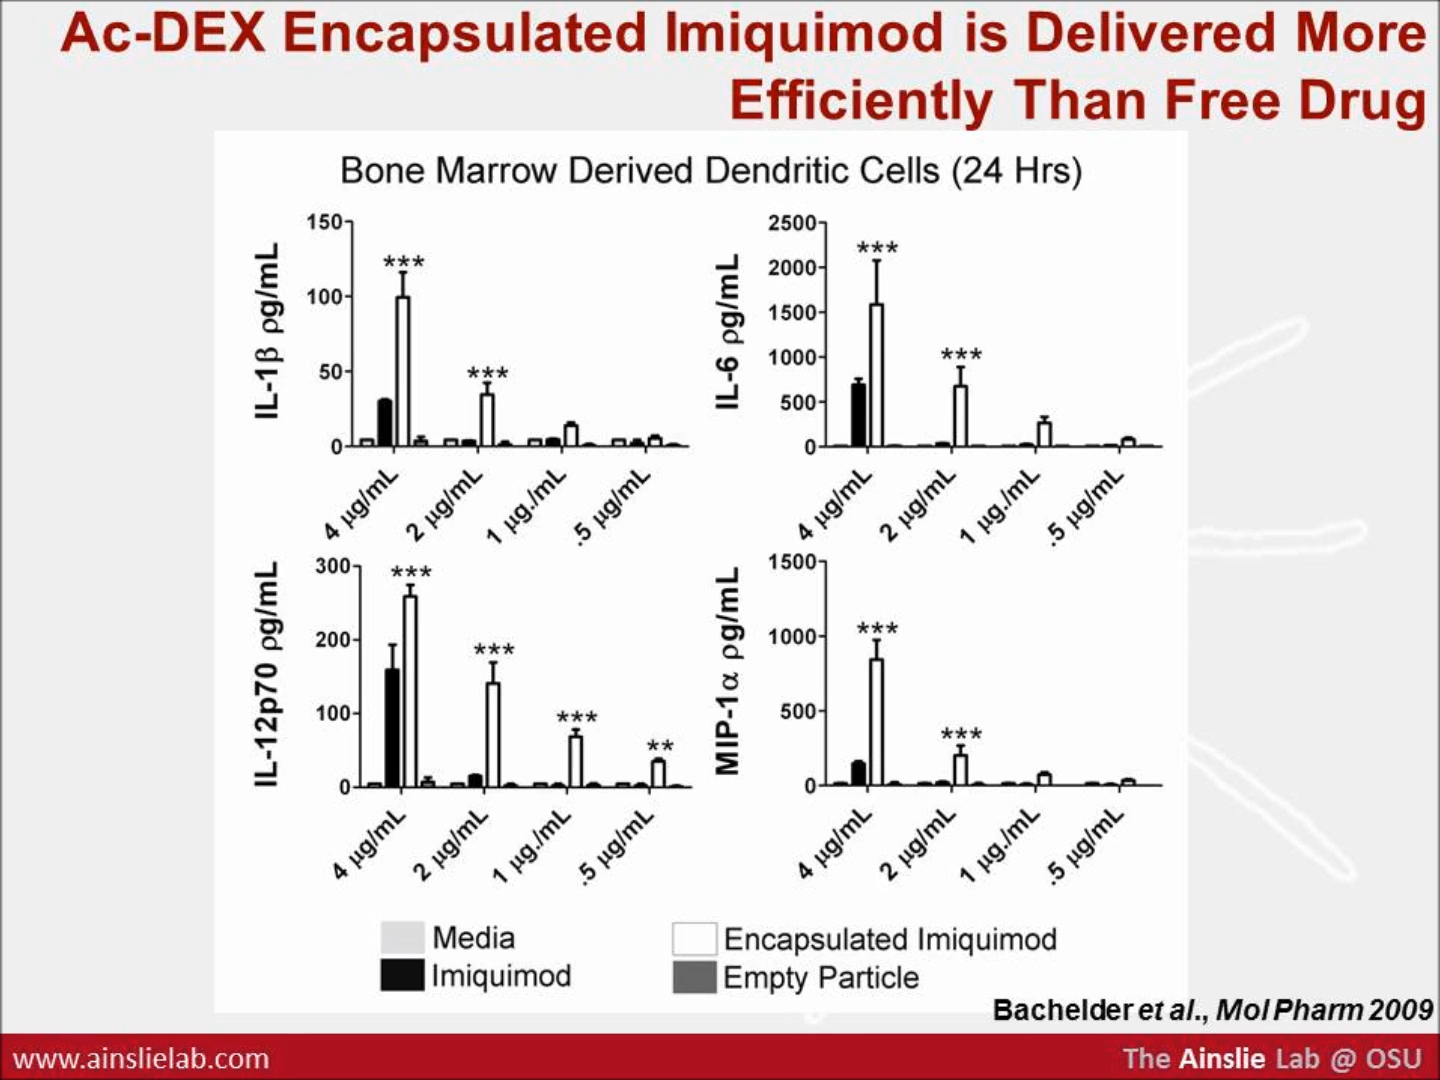 Ac-DEX Encapsulated Imiquimod is Delivered More
Efficiently Than Free Drug
Bone Marrow Derived Dendritic Cells (24 Hrs)
IL-1β ρg/mL
150
100
50
0
***
***
4 µg/mL
2 µg/mL
1 µg./mL
.5 µg/mL
IL-6 ρg/mL
2500
2000
1500
1000
500
0
***
***
4 µg/mL
2 µg/mL
1 µg./mL
.5 µg/mL
IL-12p70 ρg/mL
300
200
100
0
***
***
***
**
4 µg/mL
2 µg/mL
1 µg./mL
.5 µg/mL
MIP-1α ρg/mL
1500
1000
500
0
***
***
4 µg/mL
2 µg/mL
1 µg./mL
.5 µg/mL
Media
Encapsulated Imiquimod
Imiquimod
Empty Particle
Bachelder et al., Mol Pharm 2009
www.ainslielab.com
The Ainslie Lab @ OSU